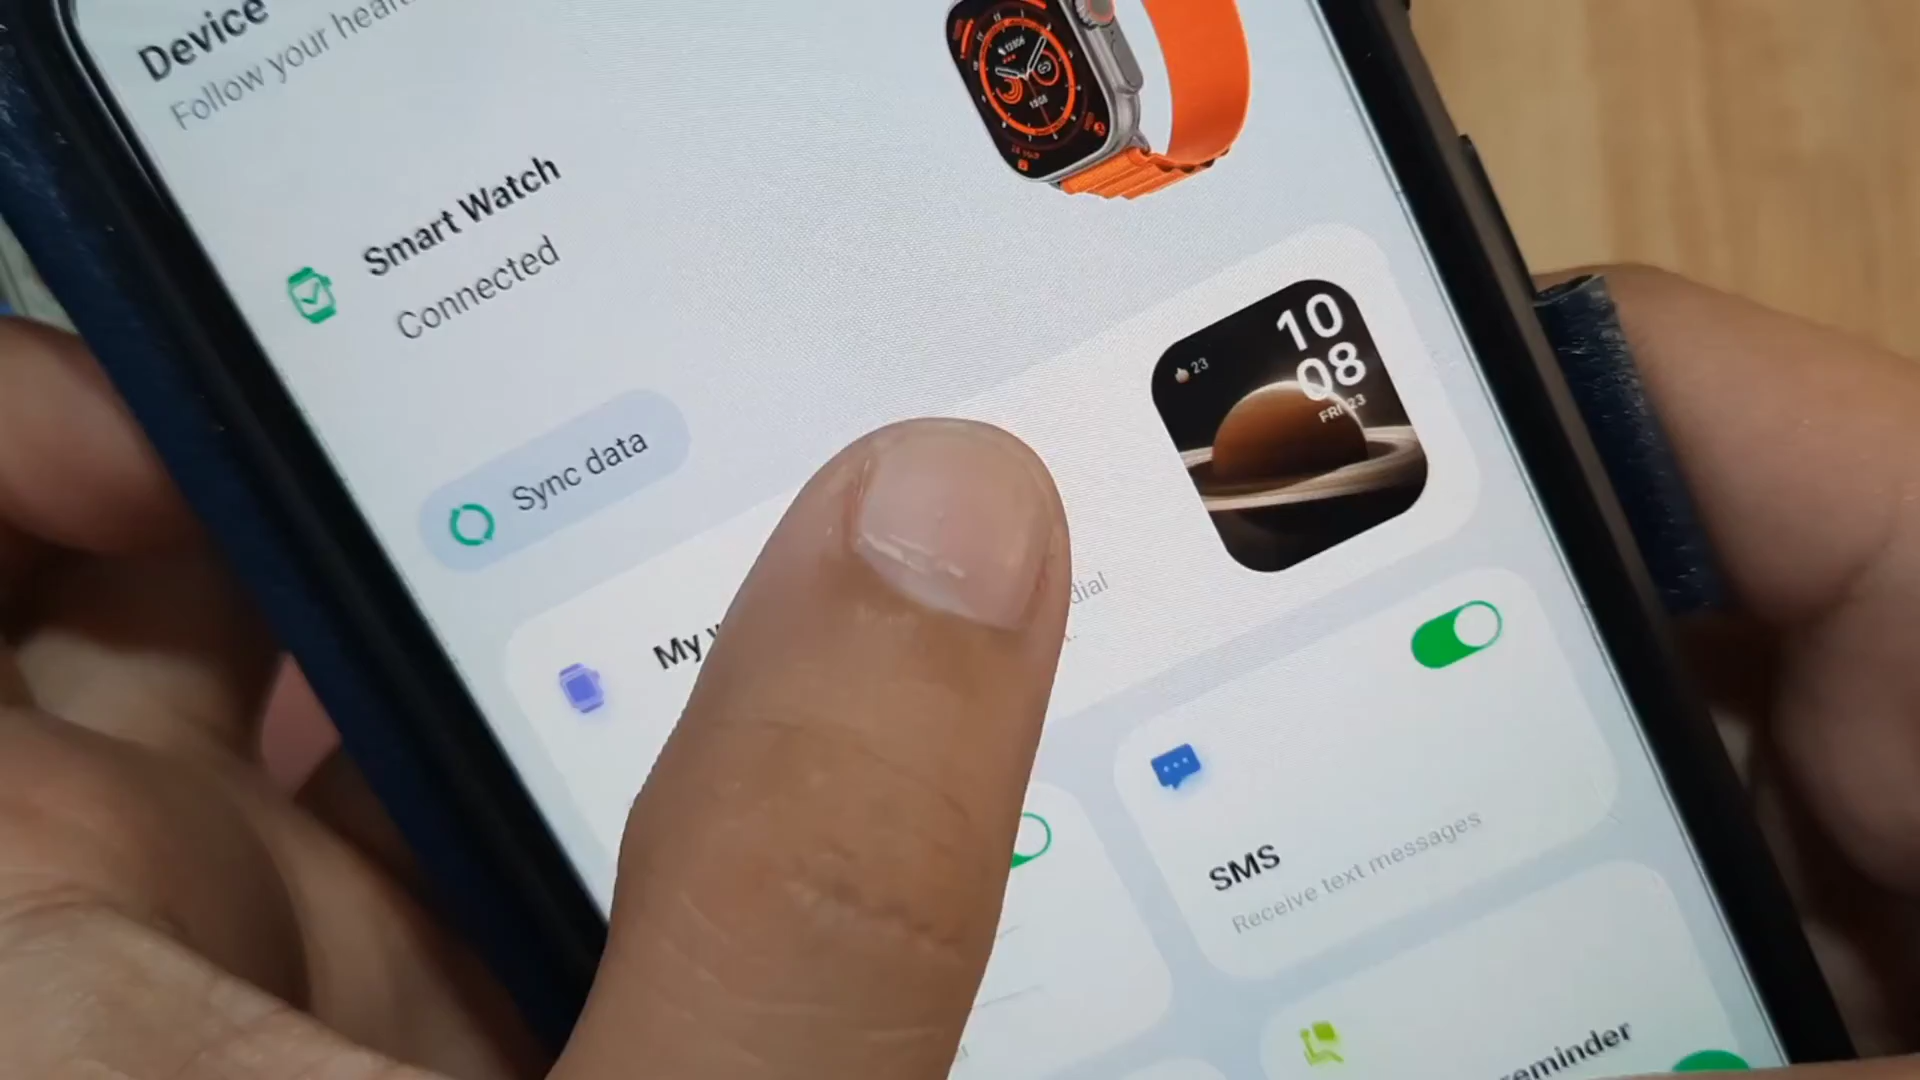 Device
Follow your
Smart Watch
Connected
Sync data
10
08
23
FRI 23
My
dial
SMS
Receive text messages
reminder